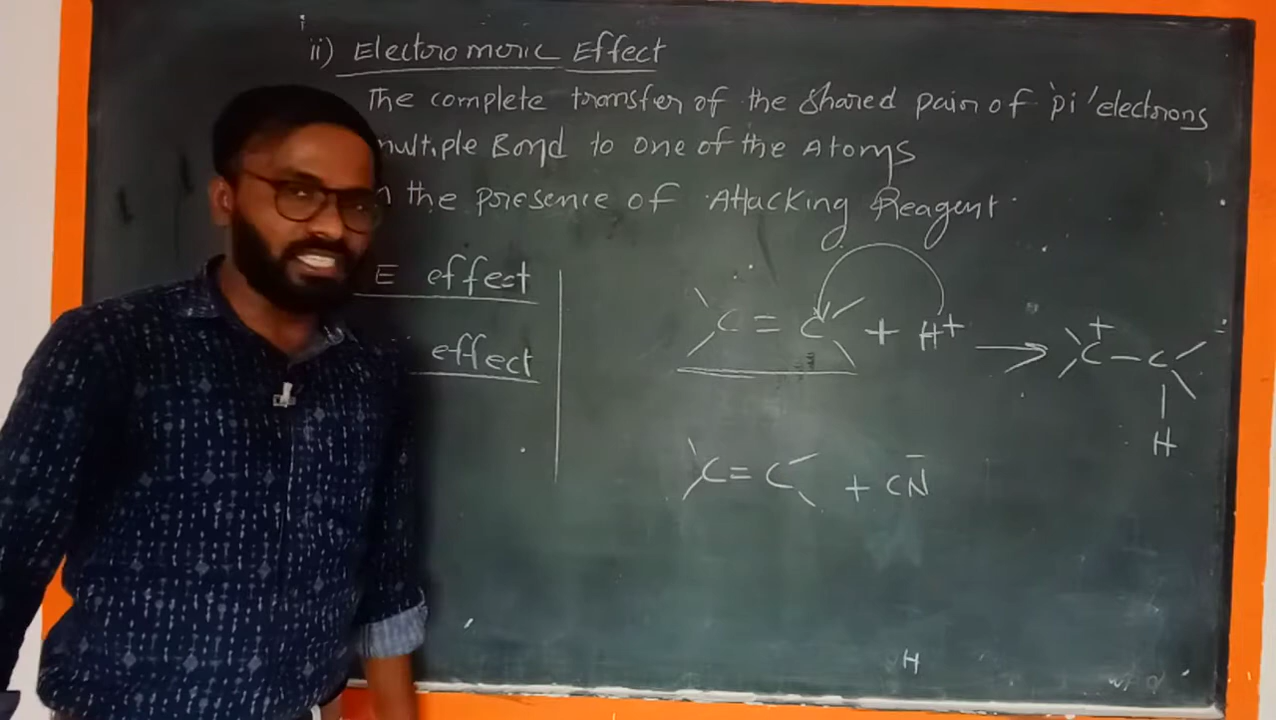 ii) Electromeric Effect
The complete transfer of the shared pair of 'pi' electrons
multiple Bond to one of the Atoms
the presence of Attacking Reagent.
E effect
effect
C = C + H+ → C+ – C
H
C = C + CN̄
H